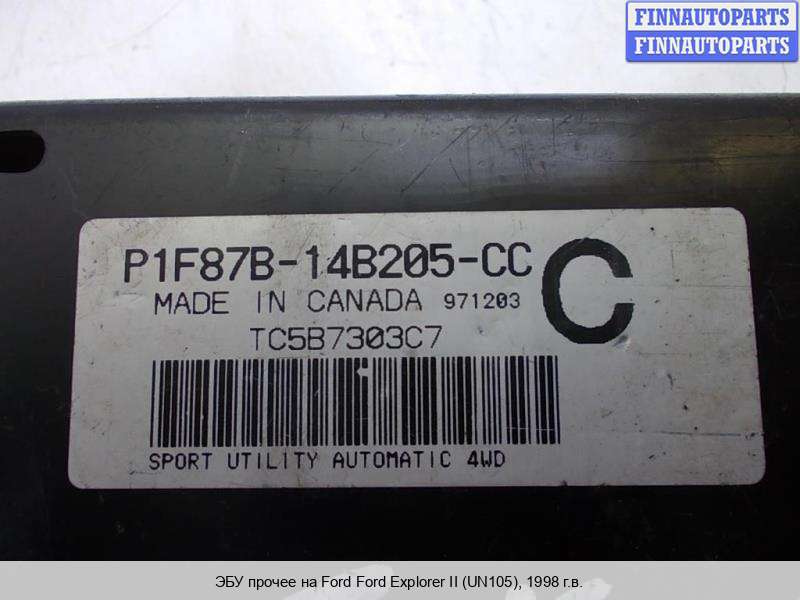 FINNAUTOPARTS
FINNAUTOPARTS
P1F87B-14B205-CC
C
MADE IN CANADA 971203
TC5B7303C7
SPORT UTILITY AUTOMATIC 4WD
ЭБУ прочее на Ford Ford Explorer II (UN105), 1998 г.в.